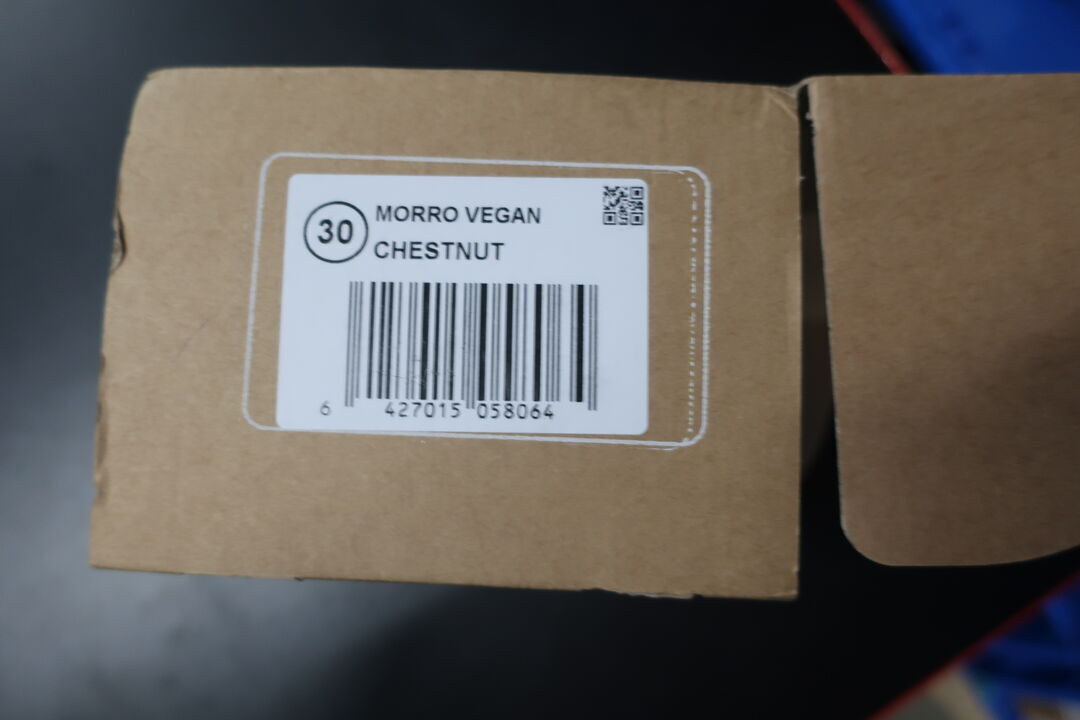 30
MORRO VEGAN
CHESTNUT
6 427015 058064